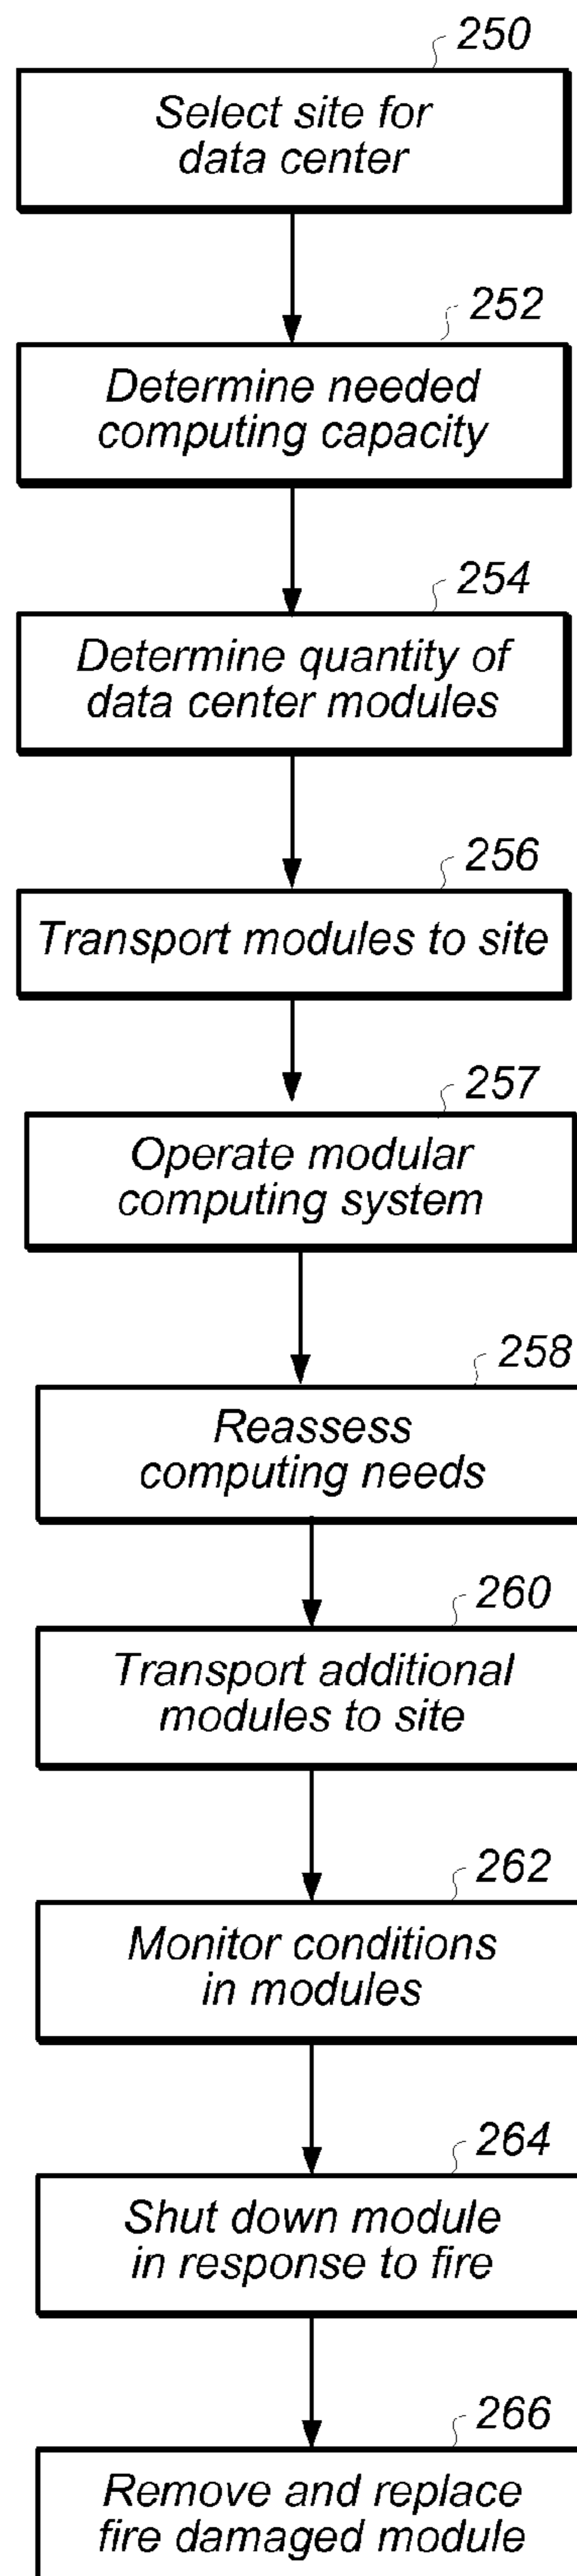 250
Select site for
data center
252
Determine needed
computing capacity
254
Determine quantity of
data center modules
256
Transport modules to site
257
Operate modular
computing system
258
Reassess
computing needs
260
Transport additional
modules to site
262
Monitor conditions
in modules
264
Shut down module
in response to fire
266
Remove and replace
fire damaged module